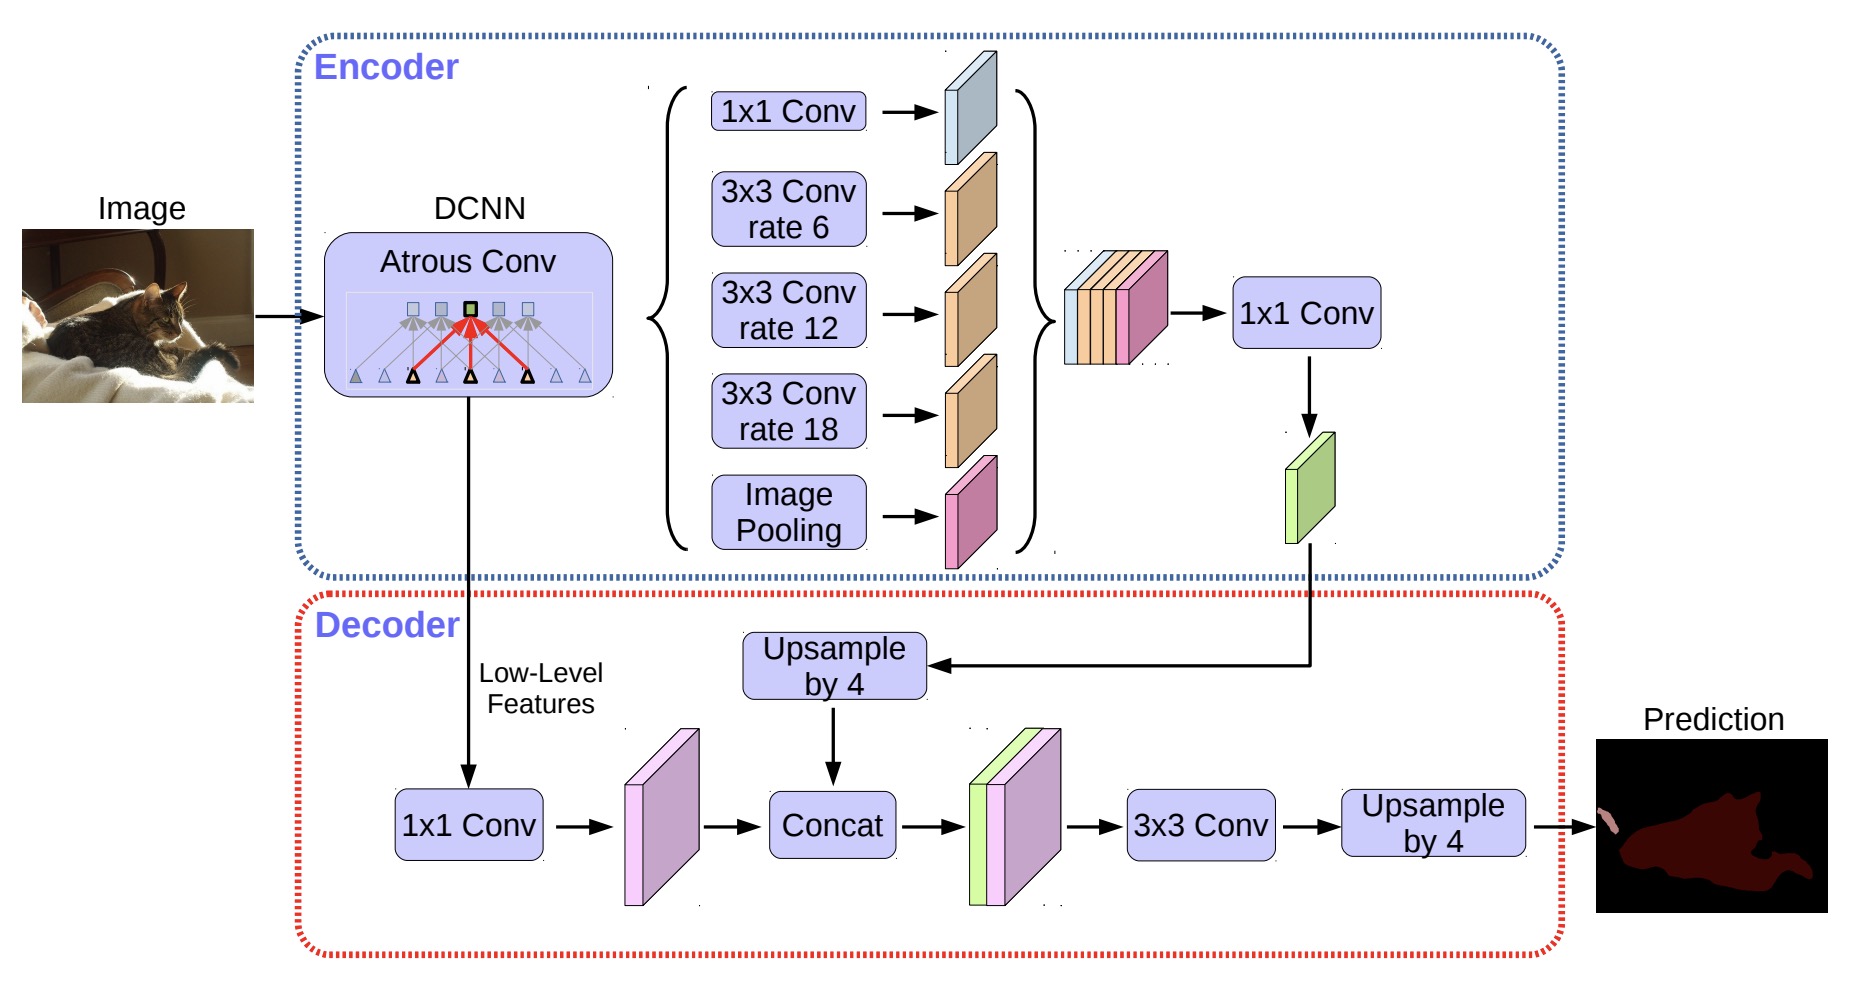 Encoder
Image
DCNN
Atrous Conv
1x1 Conv
3x3 Conv
rate 6
3x3 Conv
rate 12
3x3 Conv
rate 18
Image
Pooling
1x1 Conv
Decoder
Low-Level
Features
Upsample
by 4
1x1 Conv
Concat
3x3 Conv
Upsample
by 4
Prediction